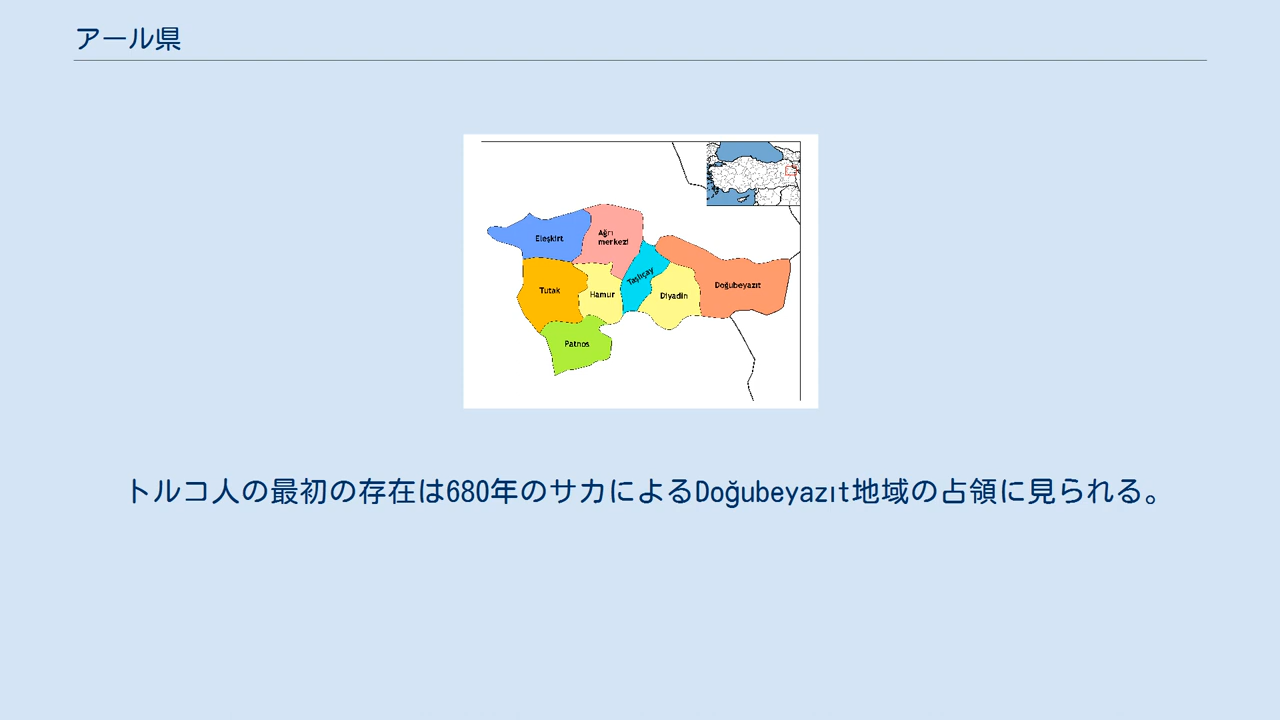 アール県
Eleşkirt
Ağrı
merkezi
Taşlıçay
Doğubeyazıt
Tutak
Hamur
Diyadin
Patnos
トルコ人の最初の存在は680年のサカによるDoğubeyazıt地域の占領に見られる。